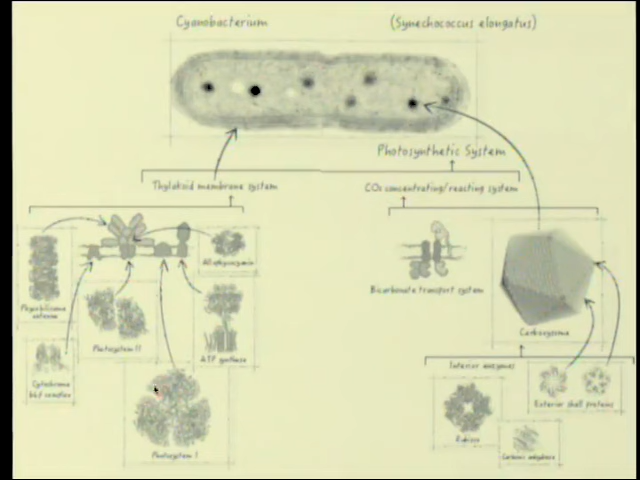 Cyanobacterium (Synechococcus elongatus)
Photosynthetic System
Thylakoid membrane system
CO₂ concentrating/reacting system
Allophycocyanin
Phycobilisome
antenna
Photosystem II
ATP synthase
Cytochrome
b6f complex
Photosystem I
Bicarbonate transport system
Carboxysome
Interior enzymes
Exterior shell proteins
Rubisco
Carbonic anhydrase